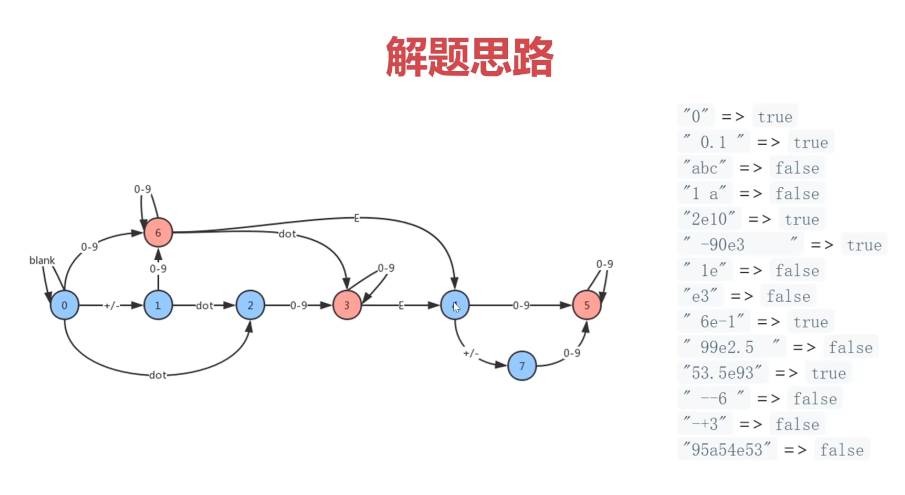 解题思路
"0" => true
" 0.1 " => true
"abc" => false
"1 a" => false
"2e10" => true
" -90e3     " => true
" 1e" => false
"e3" => false
" 6e-1" => true
" 99e2.5  " => false
"53.5e93" => true
" --6 " => false
"-+3" => false
"95a54e53" => false
0-9
6
E
dot
0-9
0-9
0-9
0-9
blank
0
+/-
1
dot
2
0-9
3
E
0-9
5
+/-
0-9
7
dot